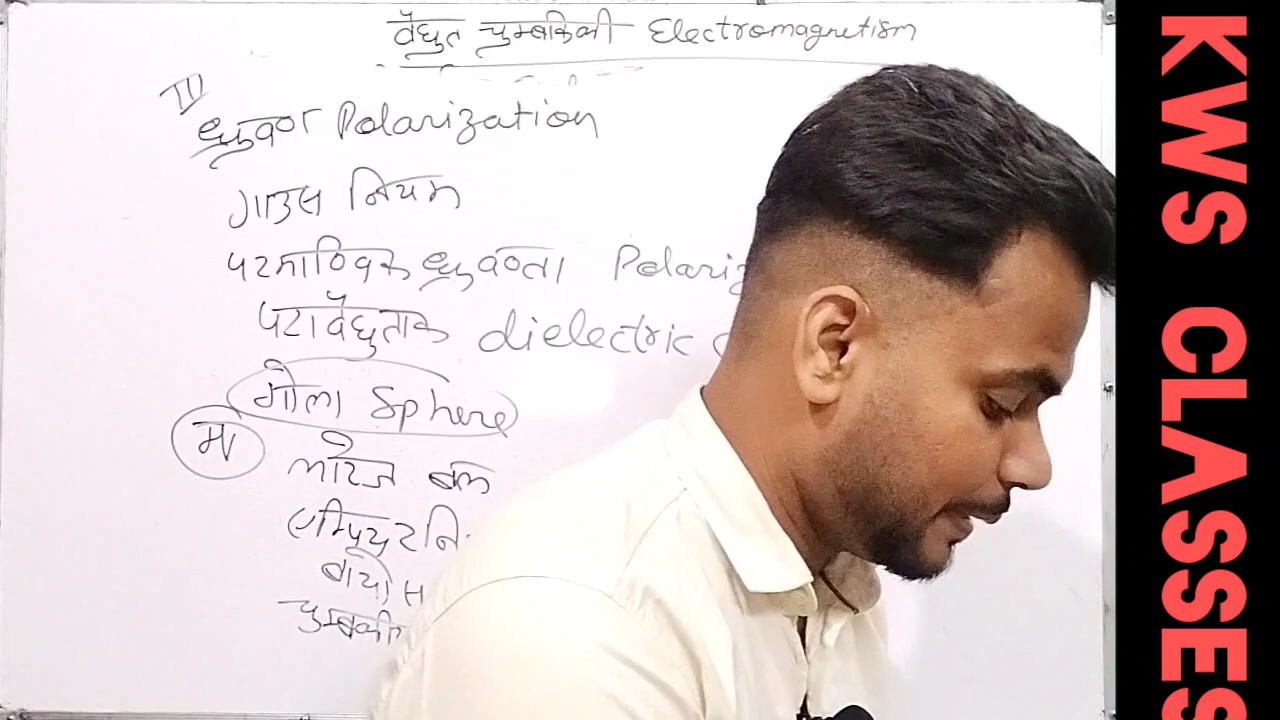 वैद्युत चुम्बकिकी Electromagnetism
III
ध्रुवण Polarization
गाउस नियम
परमाण्विक ध्रुवणता Polariz
परावैद्युतांक dielectric c
गोला Sphere
लोरेंज बल
एम्पियर नि
बायो स
चुम्बकीत
KWS CLASSES